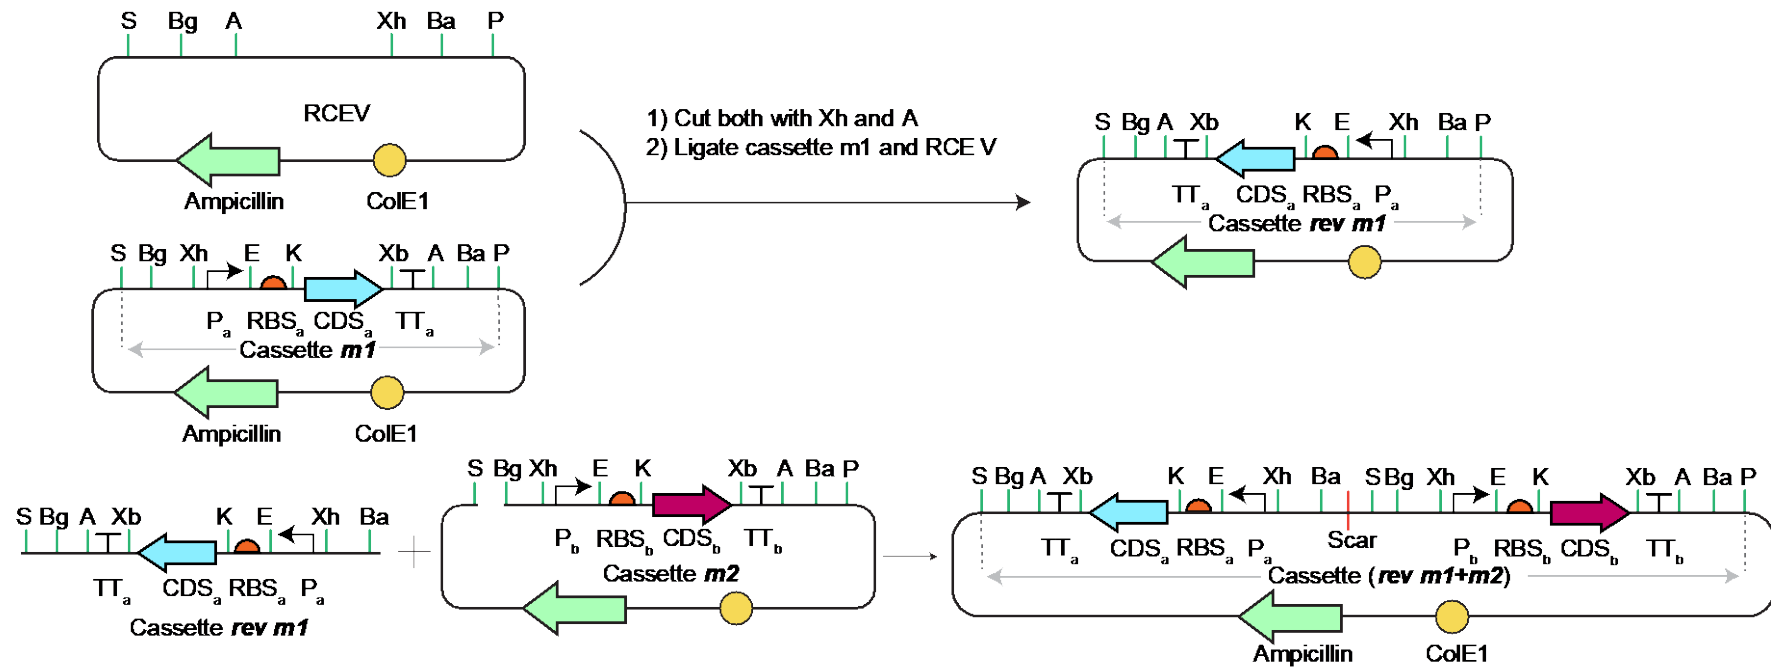 S Bg A Xh Ba P
RCEV
Ampicillin ColE1
1) Cut both with Xh and A
2) Ligate cassette m1 and RCE V
S Bg A Xb K E Xh Ba P
TTa CDSa RBSa Pa
Cassette rev m1
S Bg Xh E K Xb A Ba P
Pa RBSa CDSa TTa
Cassette m1
Ampicillin ColE1
S Bg A Xb K E Xh Ba
TTa CDSa RBSa Pa
Cassette rev m1
S Bg Xh E K Xb A Ba P
Pb RBSb CDSb TTb
Cassette m2
S Bg A Xb K E Xh Ba S Bg Xh E K Xb A Ba P
TTa CDSa RBSa Pa Scar Pb RBSb CDSb TTb
Cassette (rev m1+m2)
Ampicillin ColE1